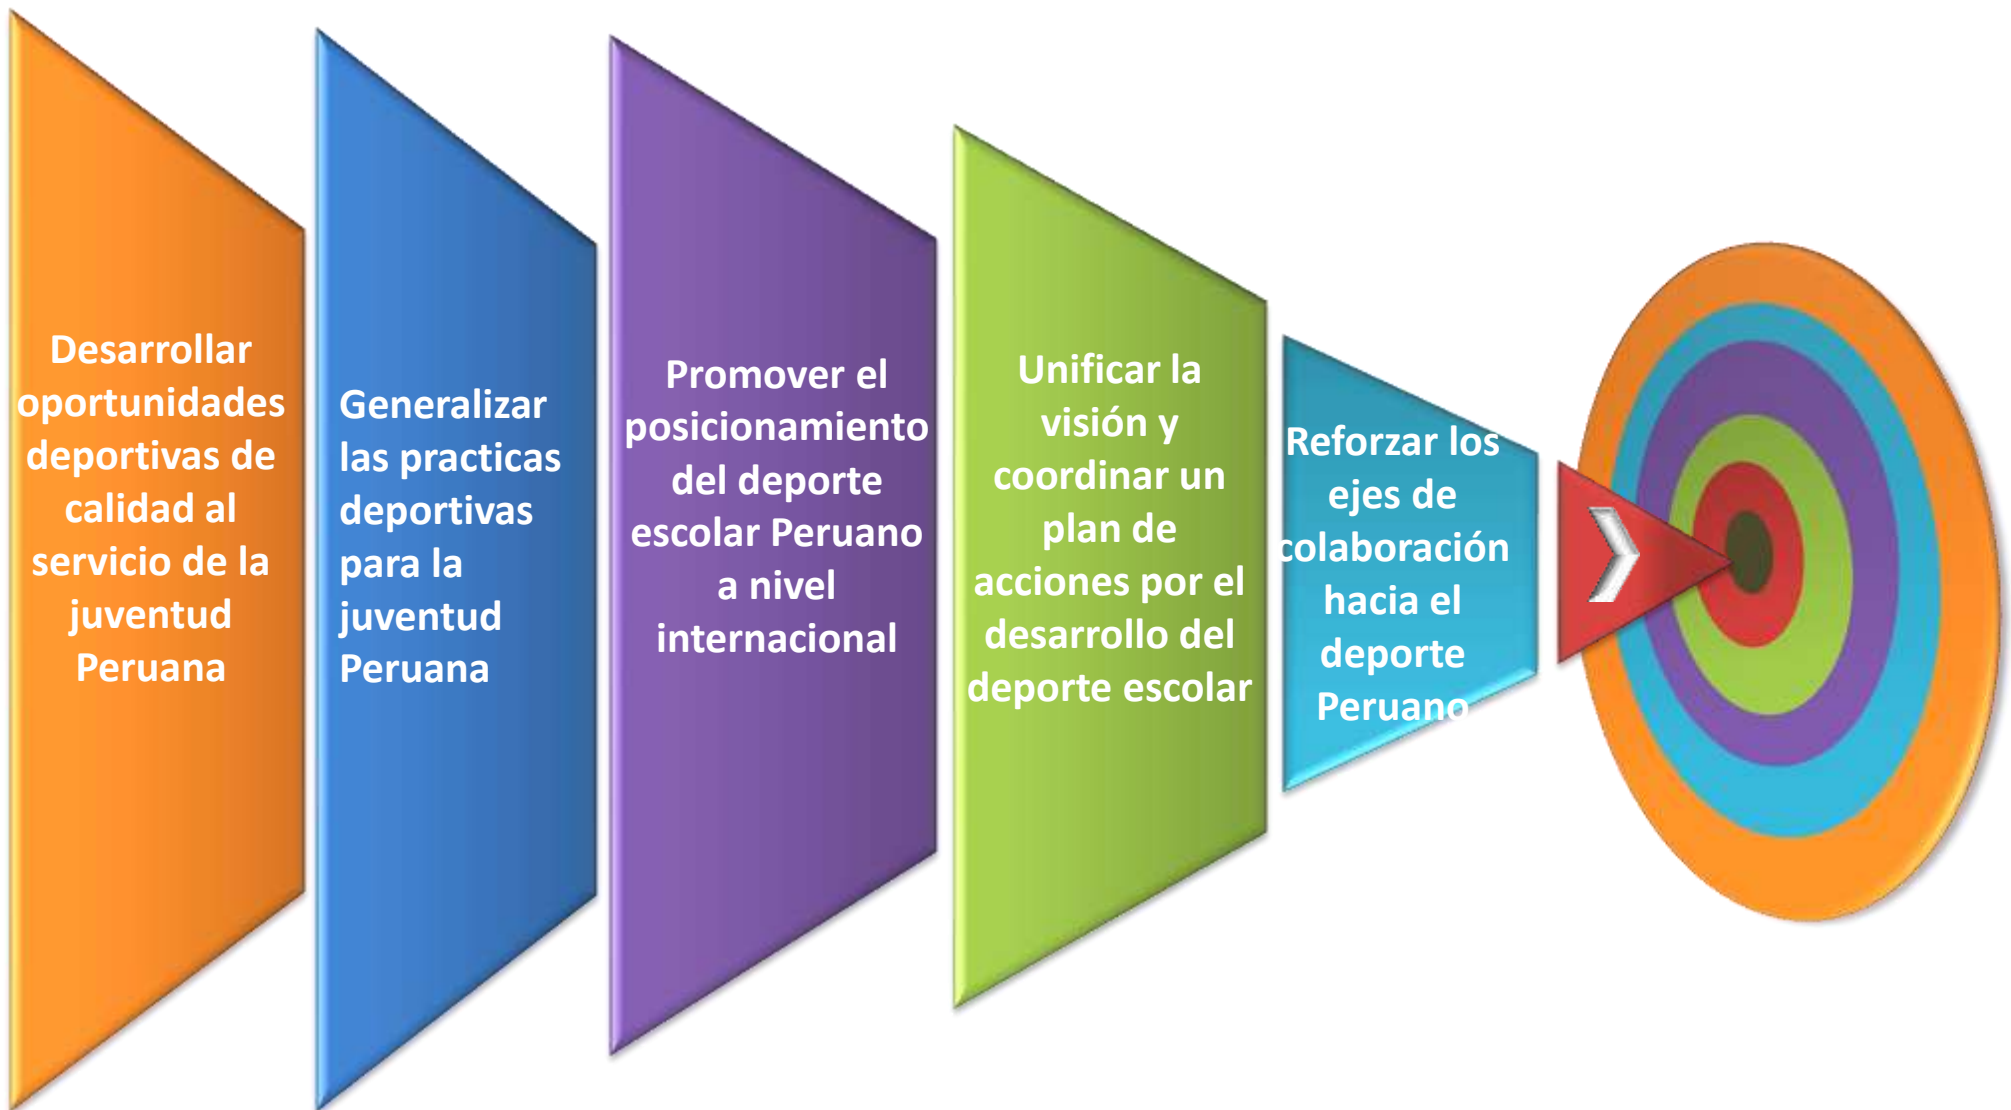 Desarrollar
oportunidades
deportivas de
calidad al
servicio de la
juventud
Peruana
Generalizar
las practicas
deportivas
para la
juventud
Peruana
Promover el
posicionamiento
del deporte
escolar Peruano
a nivel
internacional
Unificar la
visión y
coordinar un
plan de
acciones por el
desarrollo del
deporte escolar
Reforzar los
ejes de
colaboración
hacia el
deporte
Peruano